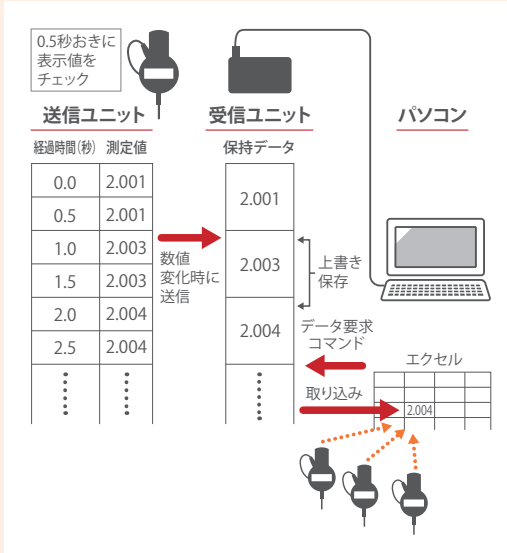 0.5秒おきに
表示値を
チェック
送信ユニット
受信ユニット
パソコン
経過時間(秒) 測定値
保持データ
0.0 2.001
0.5 2.001
1.0 2.003
1.5 2.003
2.0 2.004
2.5 2.004
数値
変化時に
送信
2.001
2.003
2.004
上書き
保存
データ要求
コマンド
取り込み
エクセル
2.004